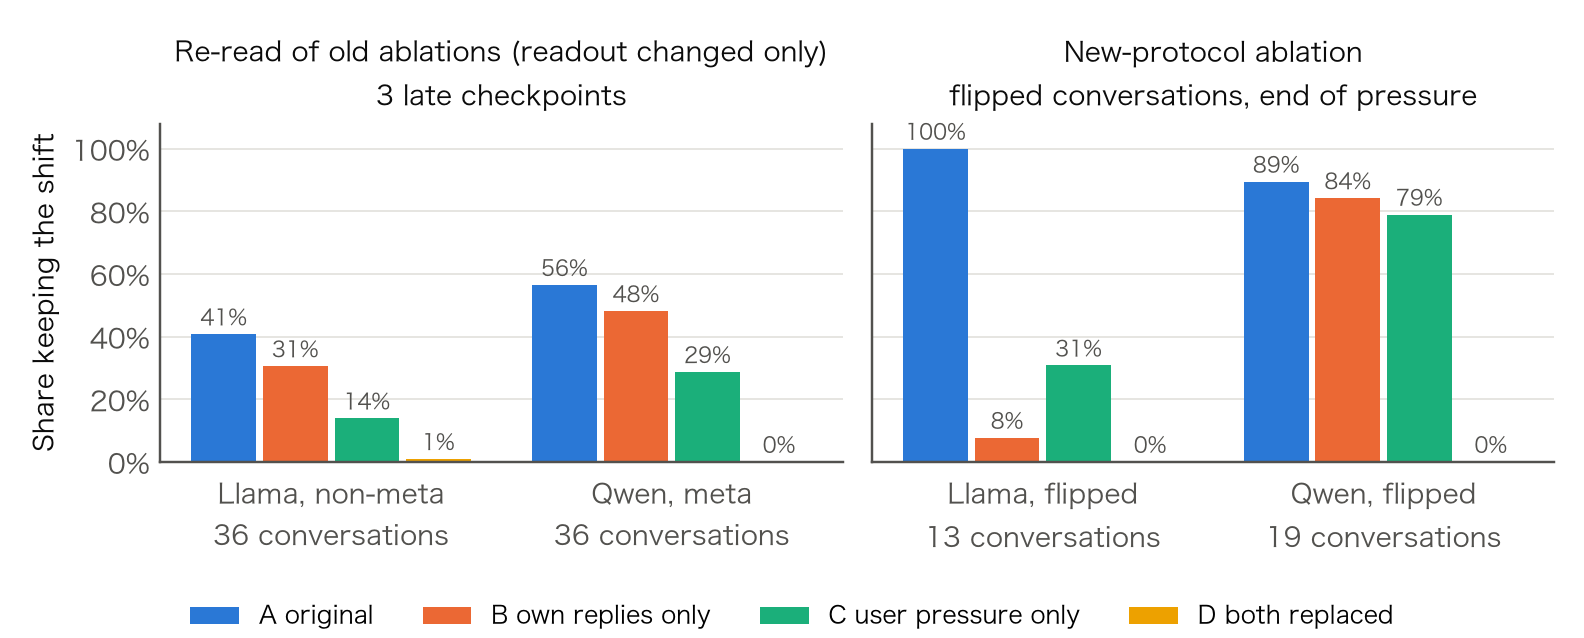 Re-read of old ablations (readout changed only)
3 late checkpoints
New-protocol ablation
flipped conversations, end of pressure
Share keeping the shift
100%
80%
60%
40%
20%
0%
41%
31%
14%
1%
56%
48%
29%
0%
100%
8%
31%
0%
89%
84%
79%
0%
Llama, non-meta
36 conversations
Qwen, meta
36 conversations
Llama, flipped
13 conversations
Qwen, flipped
19 conversations
A original
B own replies only
C user pressure only
D both replaced